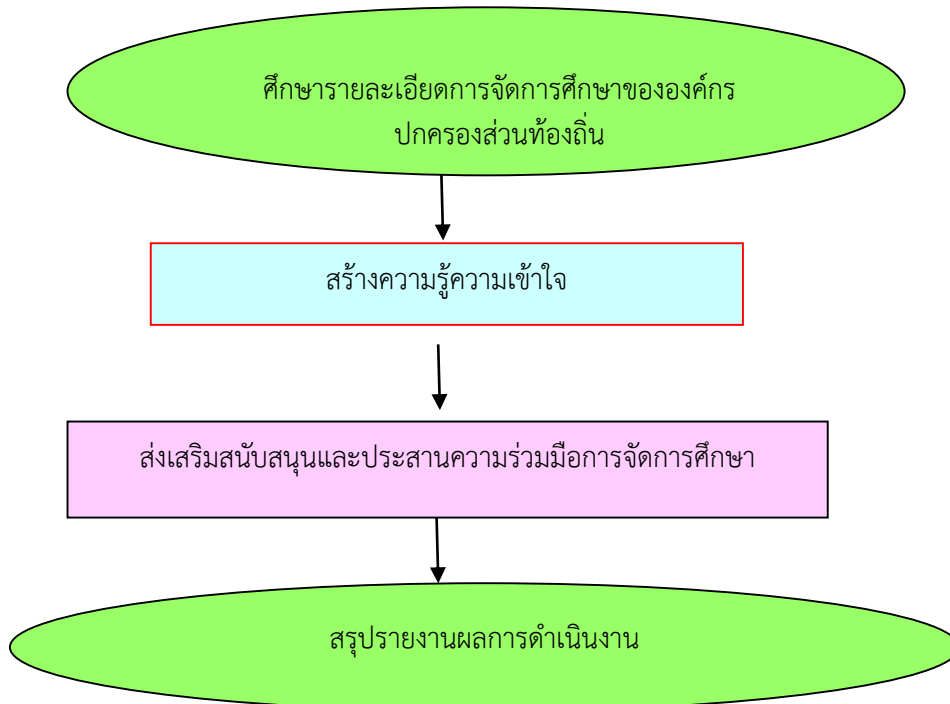 ศึกษารายละเอียดการจัดการศึกษาขององค์กร
ปกครองส่วนท้องถิ่น
สร้างความรู้ความเข้าใจ
ส่งเสริมสนับสนุนและประสานความร่วมมือการจัดการศึกษา
สรุปรายงานผลการดำเนินงาน